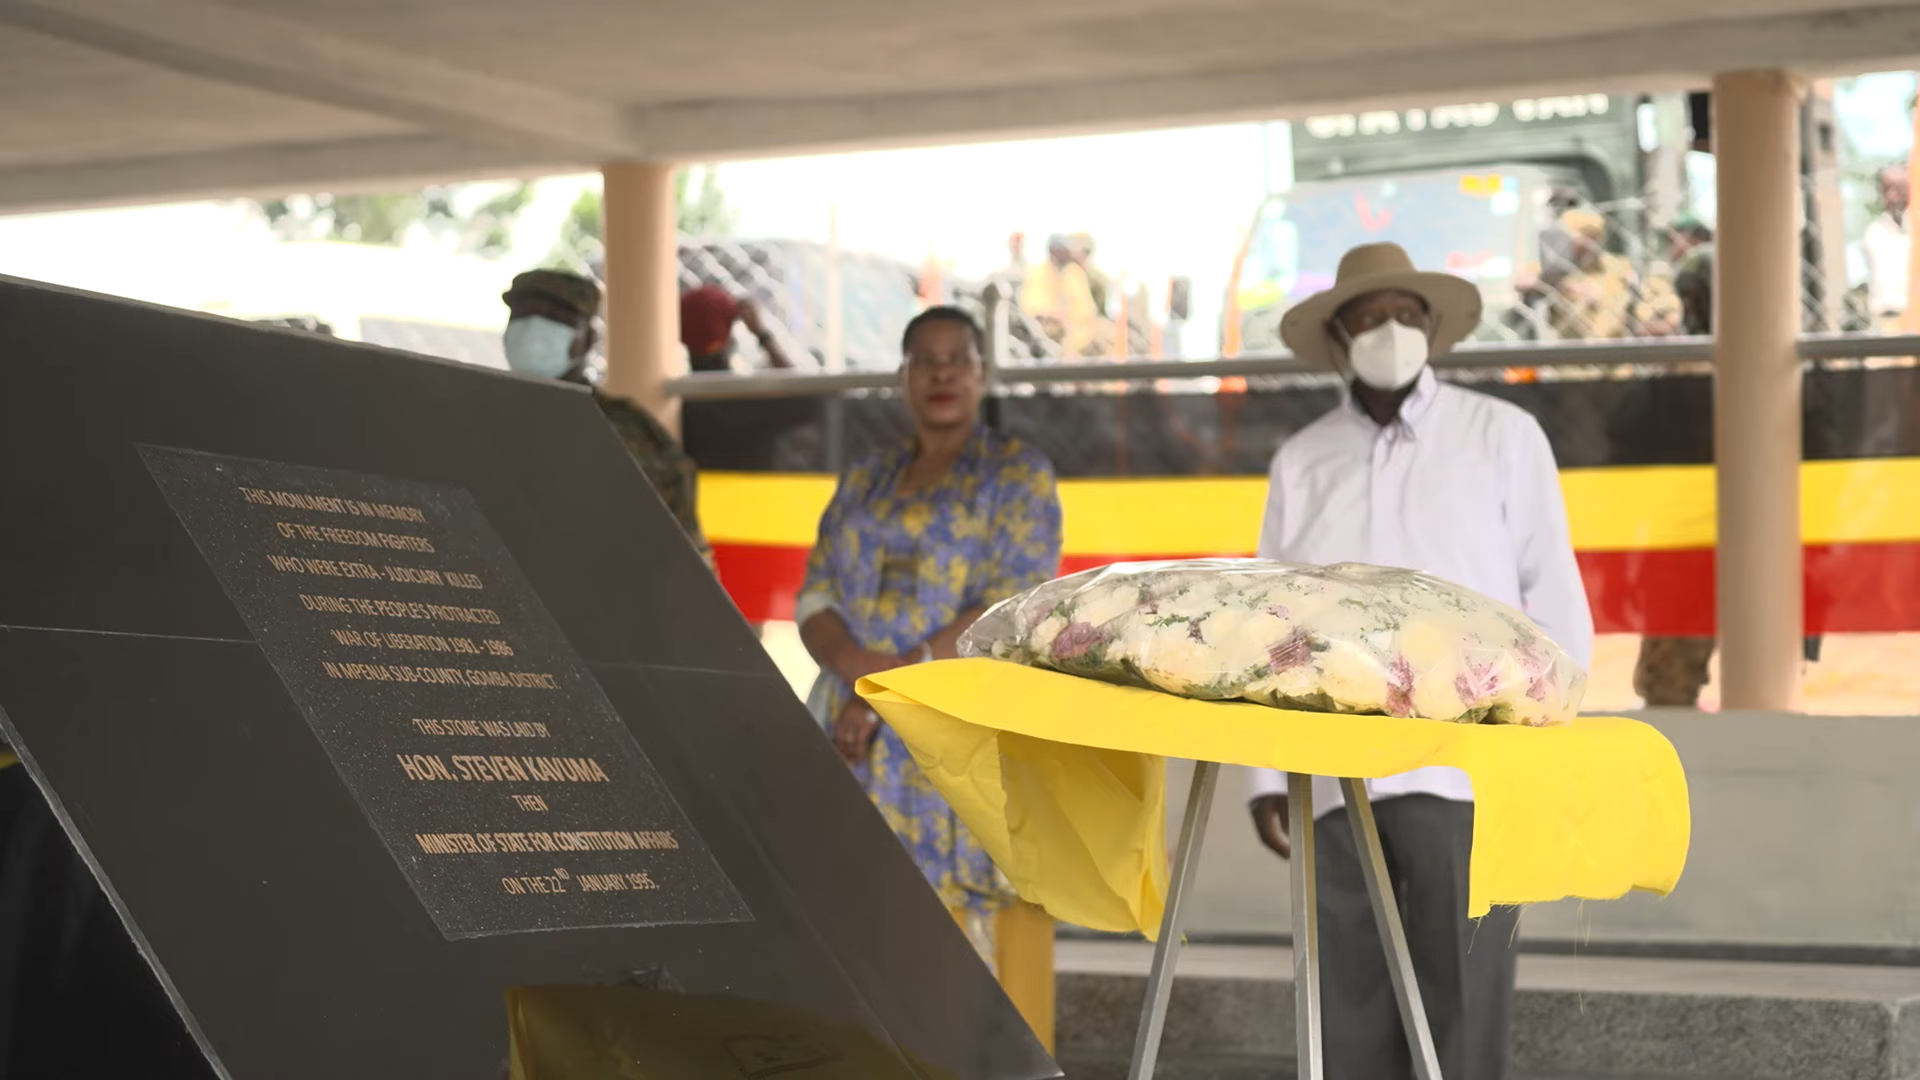 THIS MONUMENT IS IN MEMORY
OF THE FREEDOM FIGHTERS
WHO WERE EXTRA - JUDICIARY KILLED
DURING THE PEOPLE'S PROTRACTED
WAR OF LIBERATION 1981 - 1986
IN MPENJA SUB-COUNTY, GOMBA DISTRICT.
THIS STONE WAS LAID BY
HON. STEVEN KAVUMA
THEN
MINISTER OF STATE FOR CONSTITUTION AFFAIRS
ON THE 22ND JANUARY 1995.